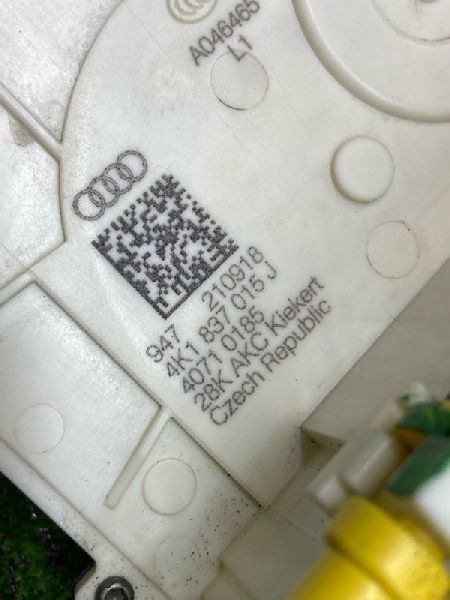 A046465
L1
947 210918
4K1 837 015 J
4071 0185
28K AKC Kiekert
Czech Republic